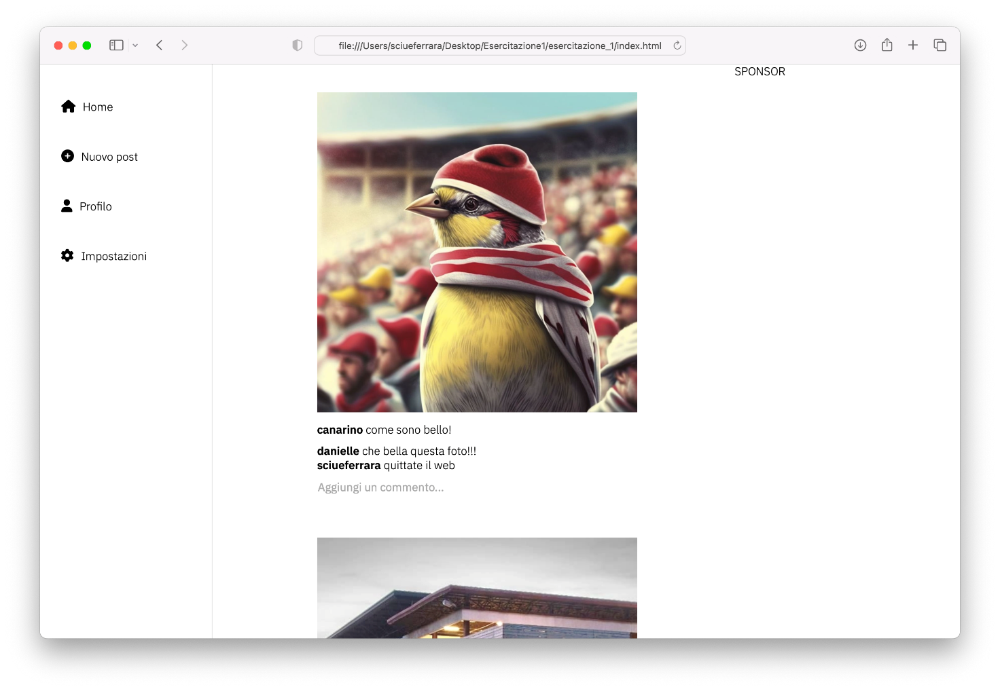 file:///Users/sciueferrara/Desktop/Esercitazione1/esercitazione_1/index.html
Home
Nuovo post
Profilo
Impostazioni
SPONSOR
canarino come sono bello!
danielle che bella questa foto!!!
sciueferrara quittate il web
Aggiungi un commento...